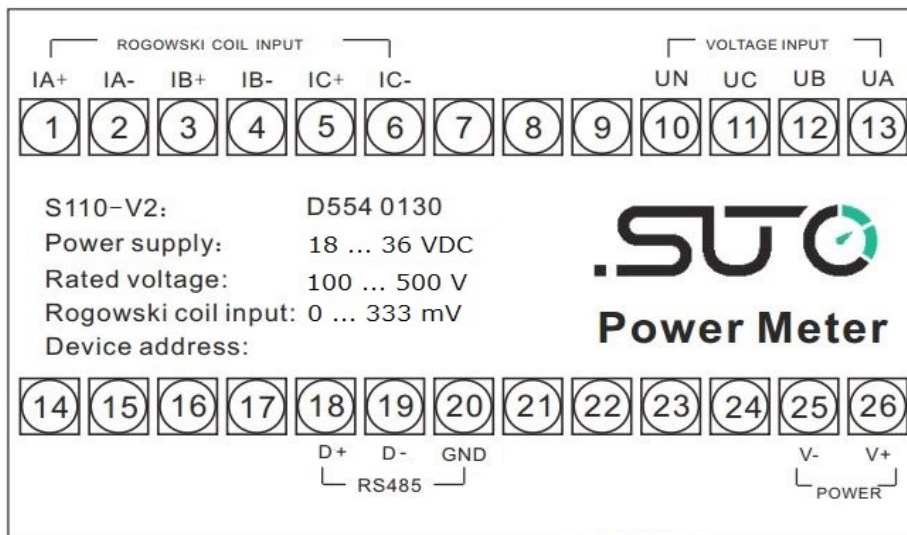 ROGOWSKI COIL INPUT VOLTAGE INPUT
IA+ IA- IB+ IB- IC+ IC- UN UC UB UA
1 2 3 4 5 6 7 8 9 10 11 12 13
S110-V2: D554 0130
Power supply: 18 ... 36 VDC
Rated voltage: 100 ... 500 V
Rogowski coil input: 0 ... 333 mV
Device address:
.SUTO
Power Meter
14 15 16 17 18 19 20 21 22 23 24 25 26
D+ D- GND V- V+
RS485 POWER